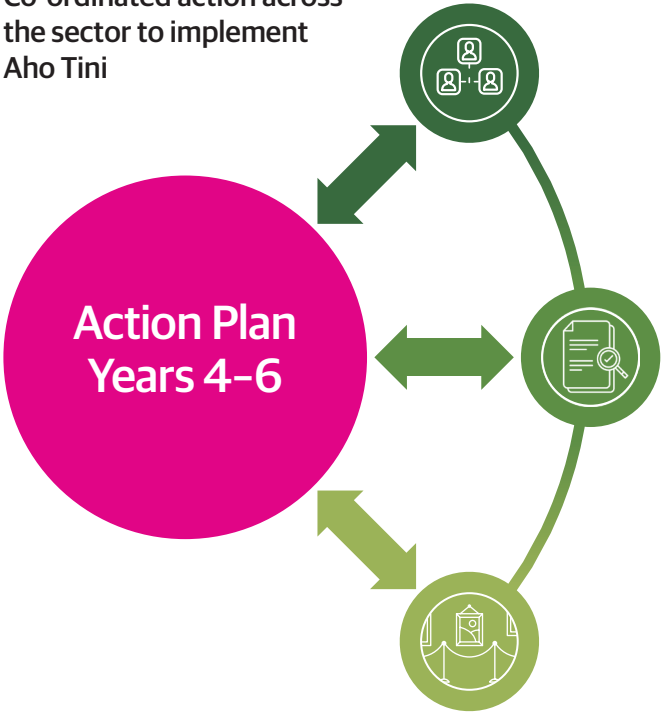 Co-ordinated action across
the sector to implement
Aho Tini
Action Plan
Years 4–6